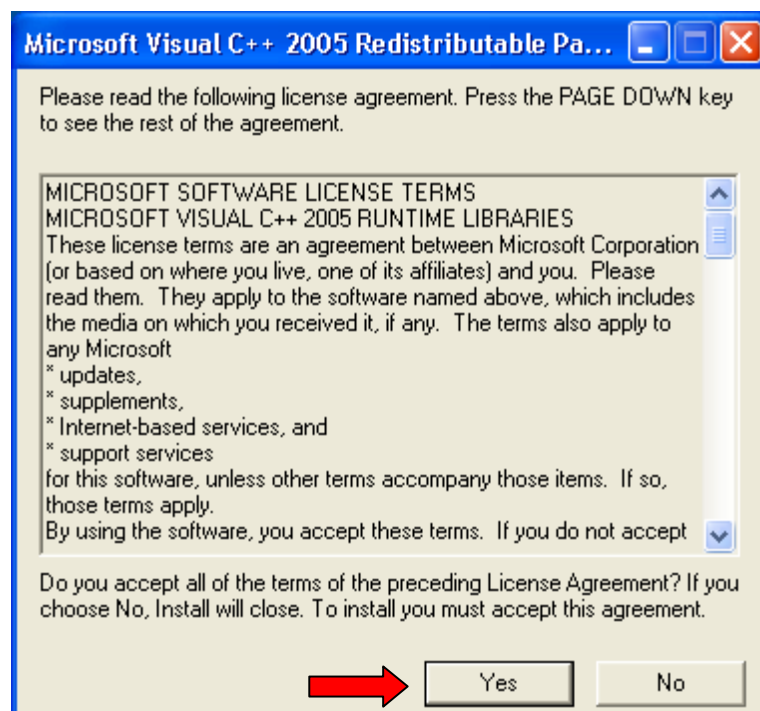 Microsoft Visual C++ 2005 Redistributable Pa...
Please read the following license agreement. Press the PAGE DOWN key
to see the rest of the agreement.
MICROSOFT SOFTWARE LICENSE TERMS
MICROSOFT VISUAL C++ 2005 RUNTIME LIBRARIES
These license terms are an agreement between Microsoft Corporation
(or based on where you live, one of its affiliates) and you.  Please
read them.  They apply to the software named above, which includes
the media on which you received it, if any.  The terms also apply to
any Microsoft
* updates,
* supplements,
* Internet-based services, and
* support services
for this software, unless other terms accompany those items.  If so,
those terms apply.
By using the software, you accept these terms.  If you do not accept
Do you accept all of the terms of the preceding License Agreement? If you
choose No, Install will close. To install you must accept this agreement.
Yes No